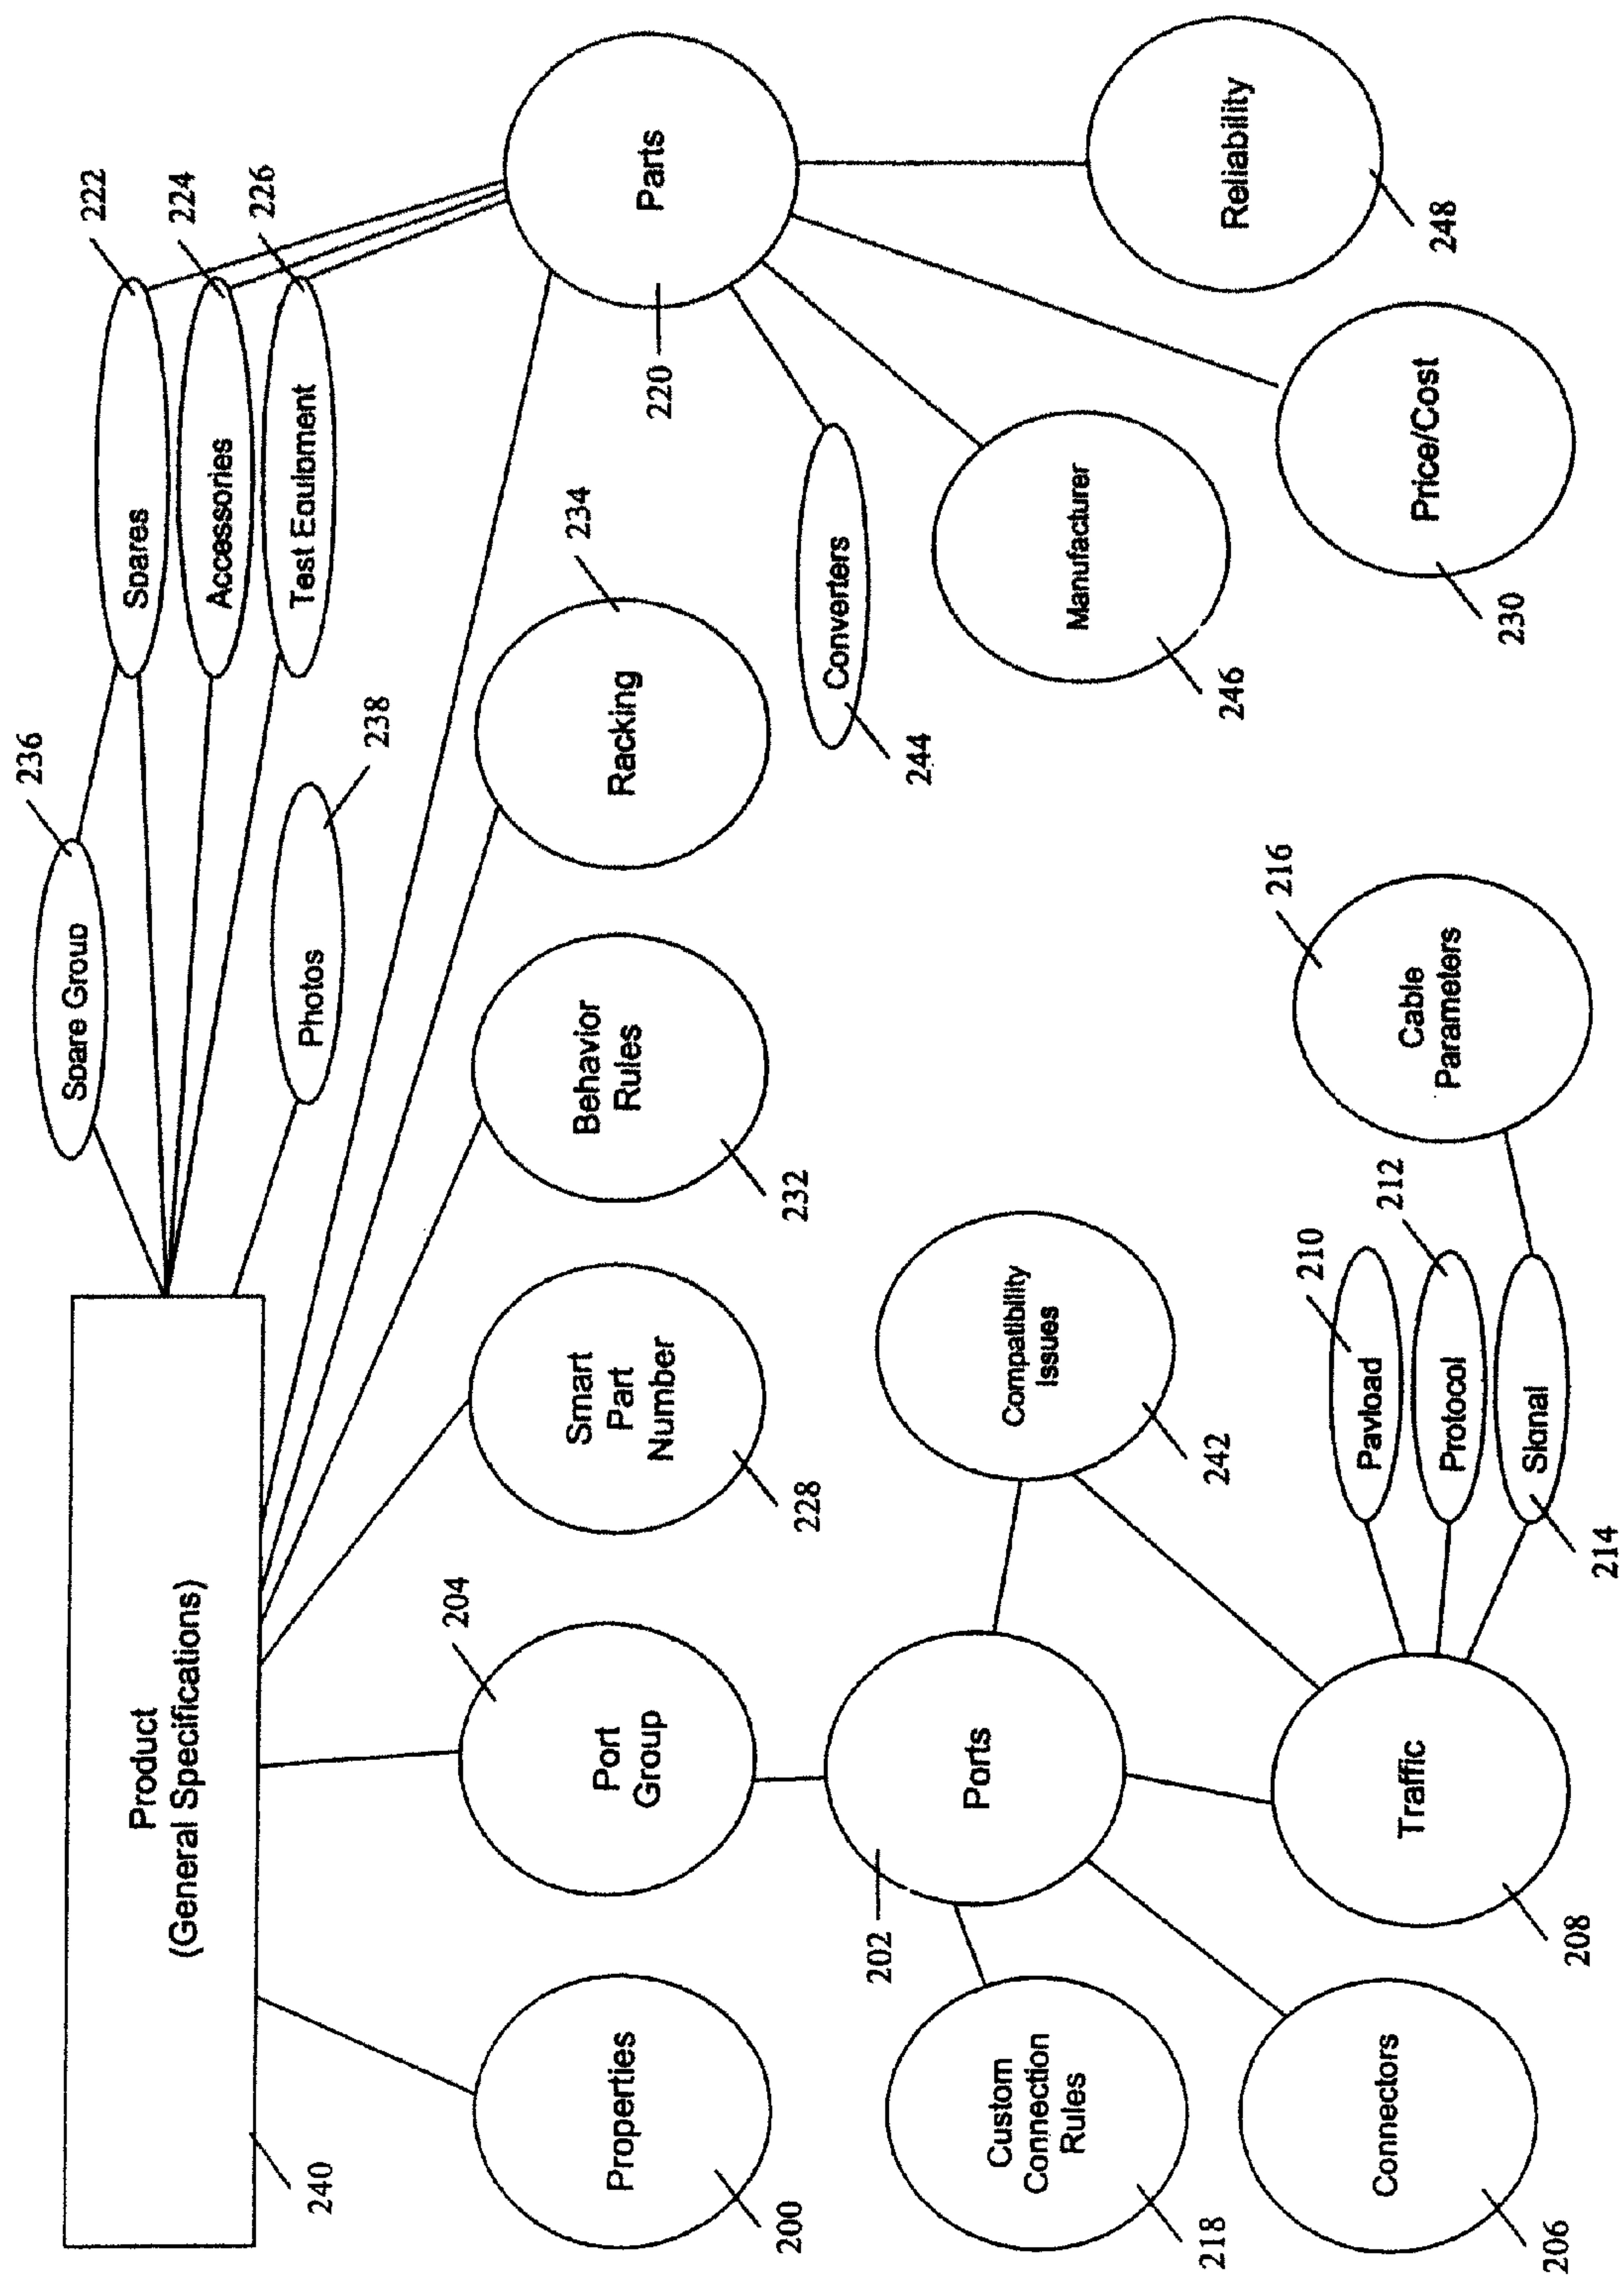 Product
(General Specifications)
240
Spare Group
236
Spares
222
Accessories
224
Test Equipment
226
Photos
238
Properties
200
Port
Group
204
Smart
Part
Number
228
Behavior
Rules
232
Racking
234
Parts
220
Custom
Connection
Rules
218
Ports
202
Compatibility
Issues
242
Converters
244
Manufacturer
246
Reliability
248
Connectors
206
Traffic
208
Payload
210
Protocol
212
Signal
214
Cable
Parameters
216
Price/Cost
230